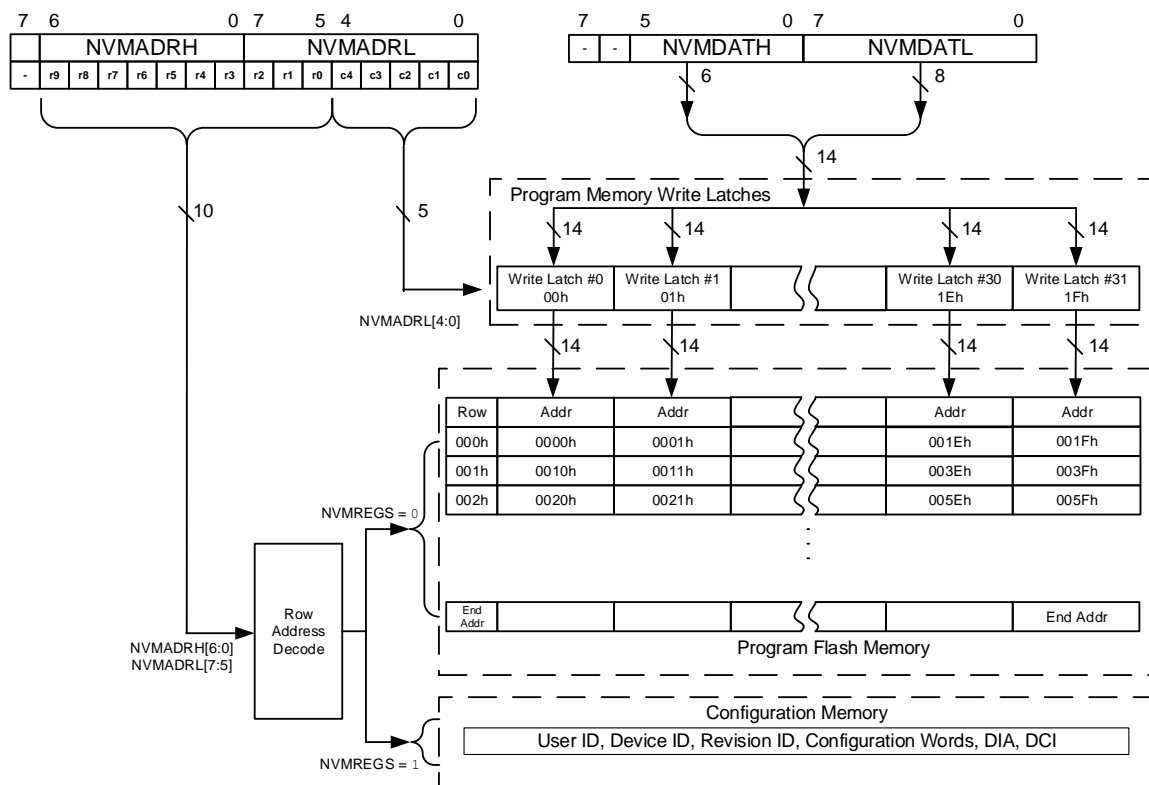 7 6 0 7 5 4 0
7 5 0 7 0
NVMADRH NVMADRL
- - NVMDATH NVMDATL
- r9 r8 r7 r6 r5 r4 r3 r2 r1 r0 c4 c3 c2 c1 c0
6 8
14
10 5
Program Memory Write Latches
14 14 14 14
Write Latch #0 Write Latch #1 Write Latch #30 Write Latch #31
00h 01h 1Eh 1Fh
NVMADRL[4:0]
14 14 14 14
Row Addr Addr Addr Addr
000h 0000h 0001h 001Eh 001Fh
001h 0010h 0011h 003Eh 003Fh
002h 0020h 0021h 005Eh 005Fh
NVMREGS = 0
End
Addr
End Addr
Row
Address
Decode
NVMADRH[6:0]
NVMADRL[7:5]
Program Flash Memory
Configuration Memory
User ID, Device ID, Revision ID, Configuration Words, DIA, DCI
NVMREGS = 1